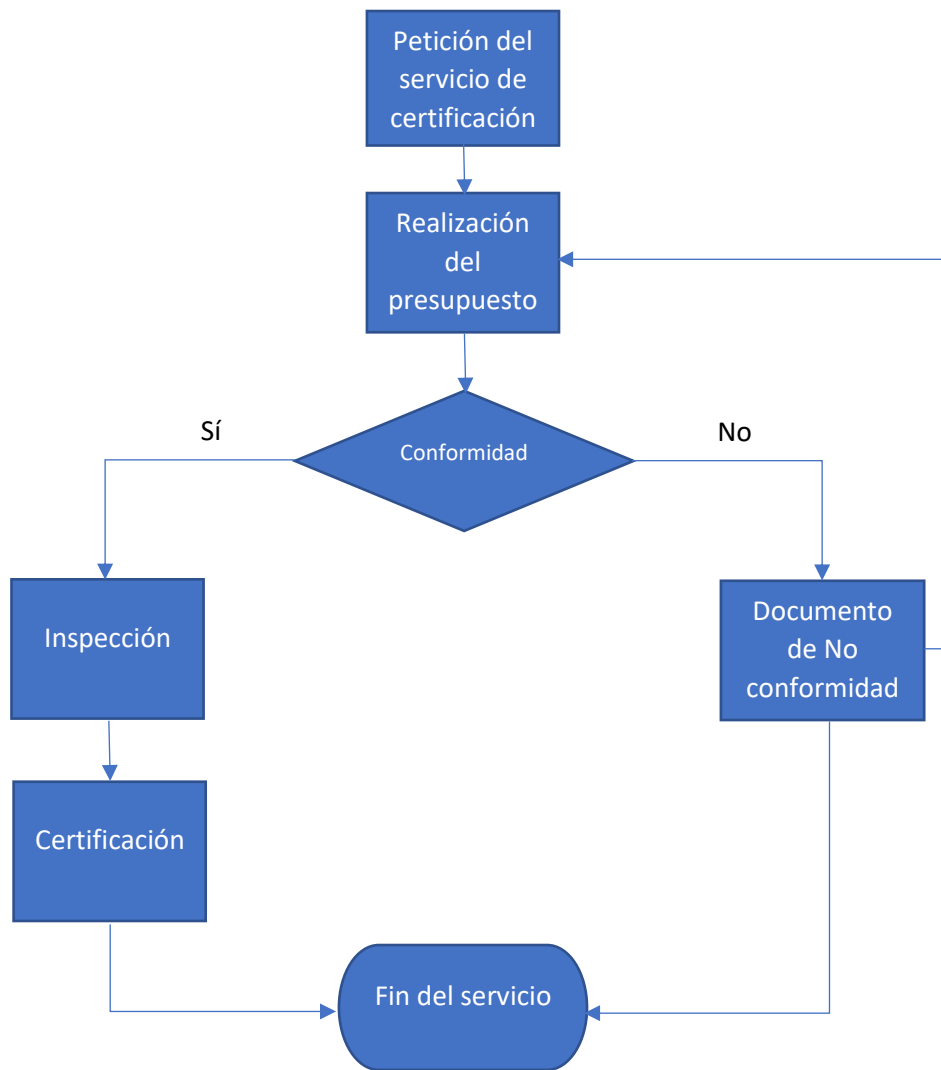 Petición del
servicio de
certificación
Realización
del
presupuesto
Sí
No
Conformidad
Inspección
Documento
de No
conformidad
Certificación
Fin del servicio